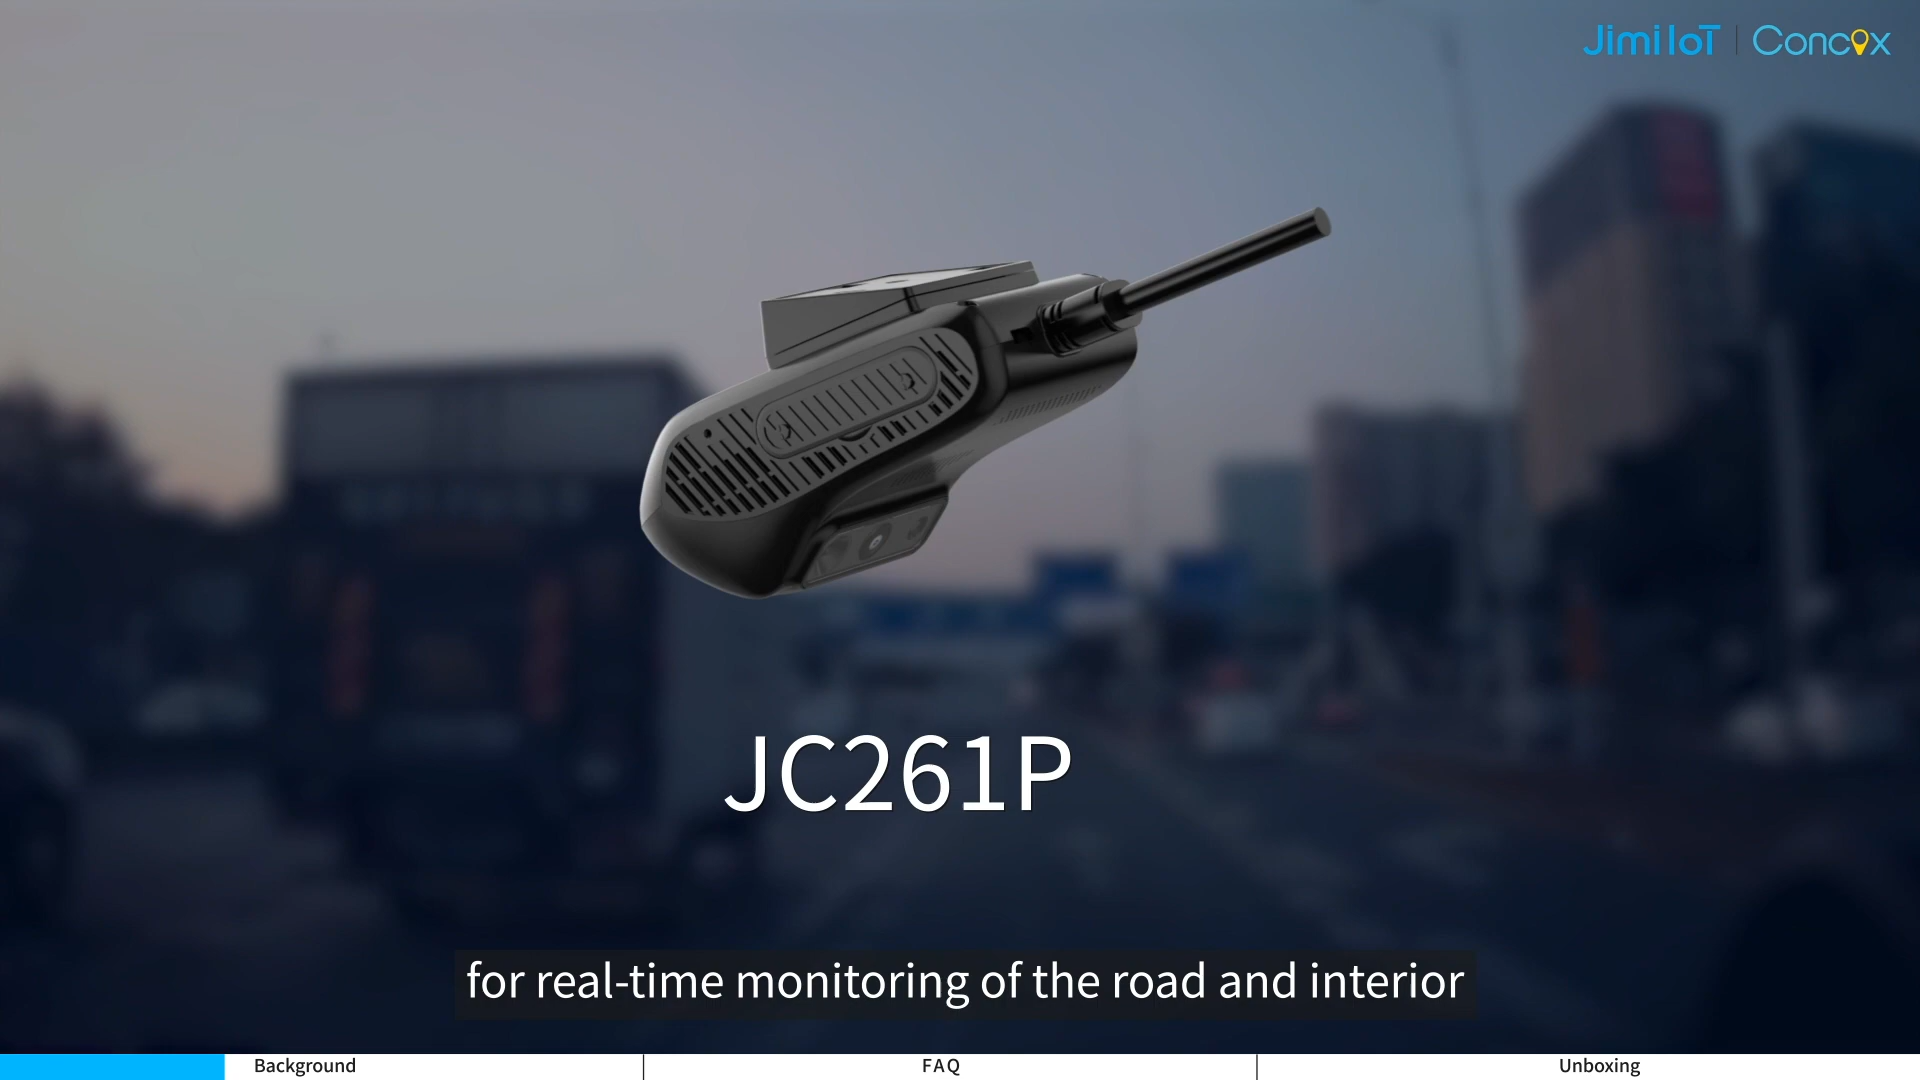 JimiIoT | Concox
JC261P
for real-time monitoring of the road and interior
Background
FAQ
Unboxing